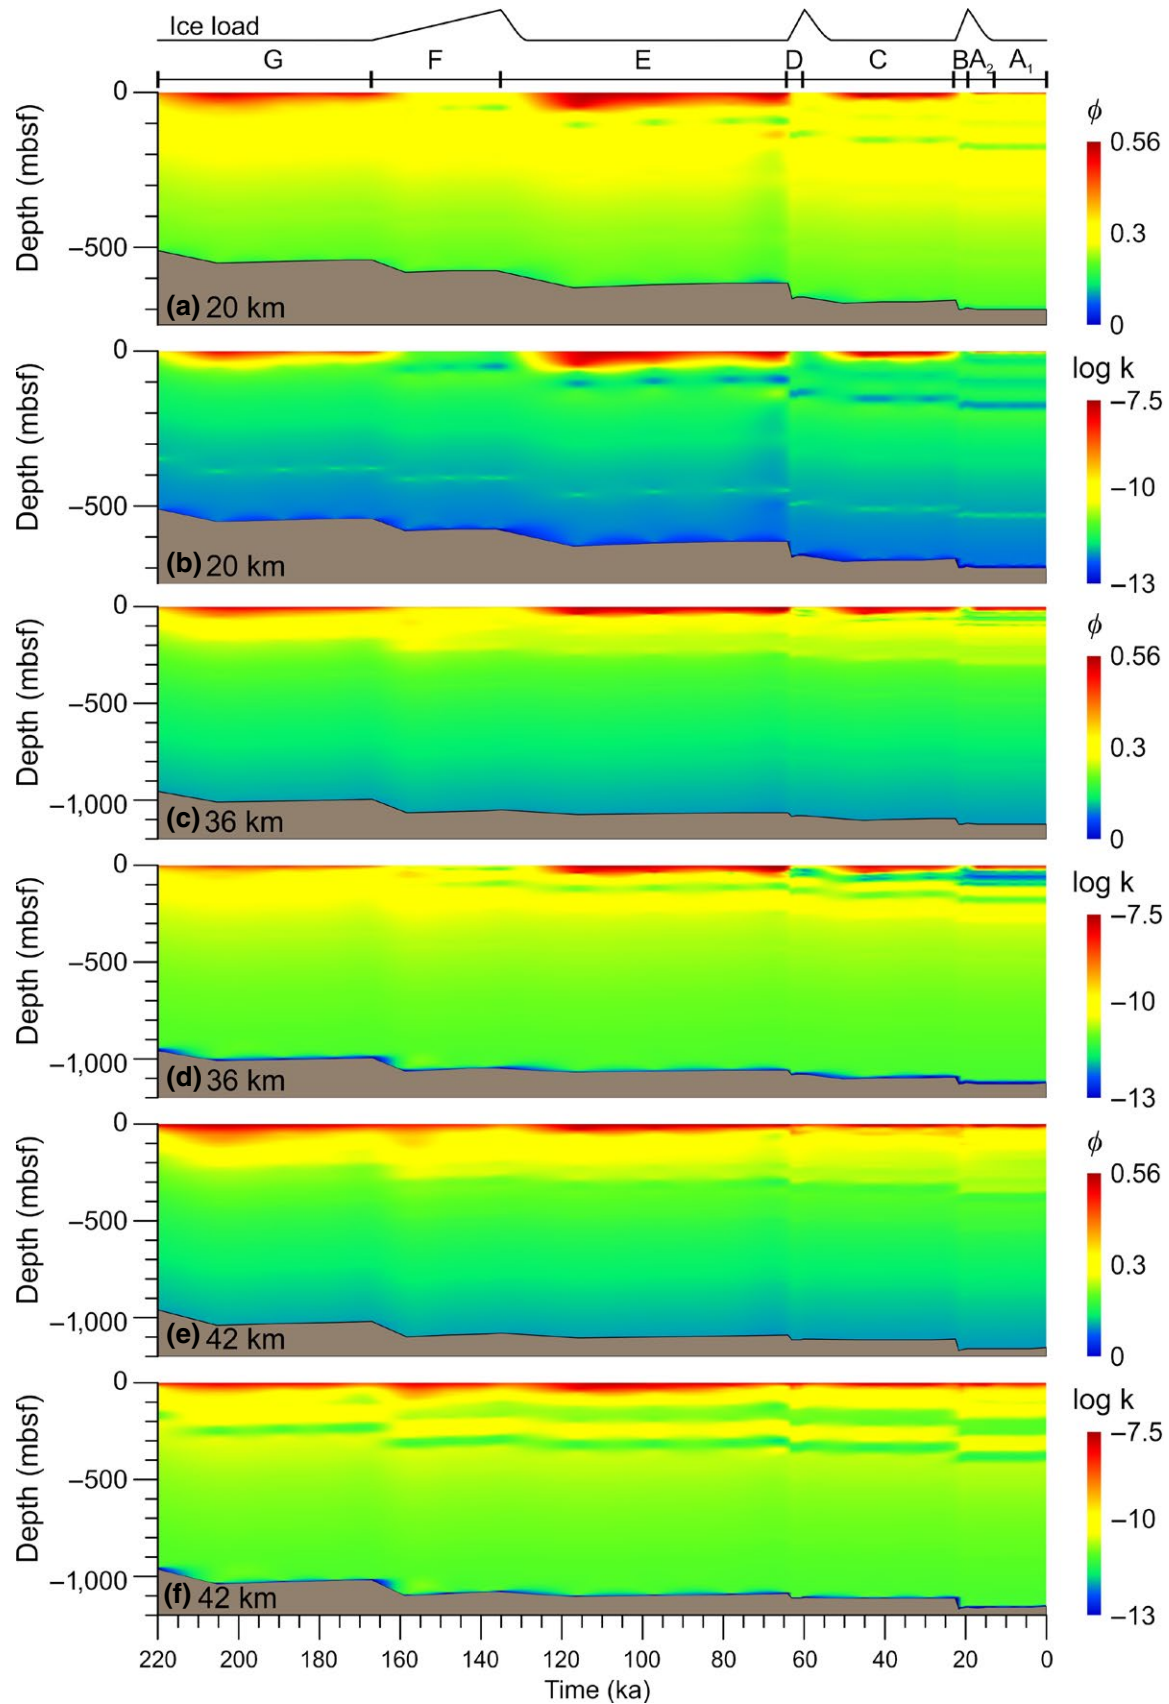 Ice load
G F E D C B A₂ A₁
Depth (mbsf)
0
–500
(a) 20 km
ϕ
0.56
0.3
0
Depth (mbsf)
0
–500
(b) 20 km
log k
–7.5
–10
–13
Depth (mbsf)
0
–500
–1,000
(c) 36 km
ϕ
0.56
0.3
0
Depth (mbsf)
0
–500
–1,000
(d) 36 km
log k
–7.5
–10
–13
Depth (mbsf)
0
–500
–1,000
(e) 42 km
ϕ
0.56
0.3
0
Depth (mbsf)
0
–500
–1,000
(f) 42 km
log k
–7.5
–10
–13
220 200 180 160 140 120 100 80 60 40 20 0
Time (ka)